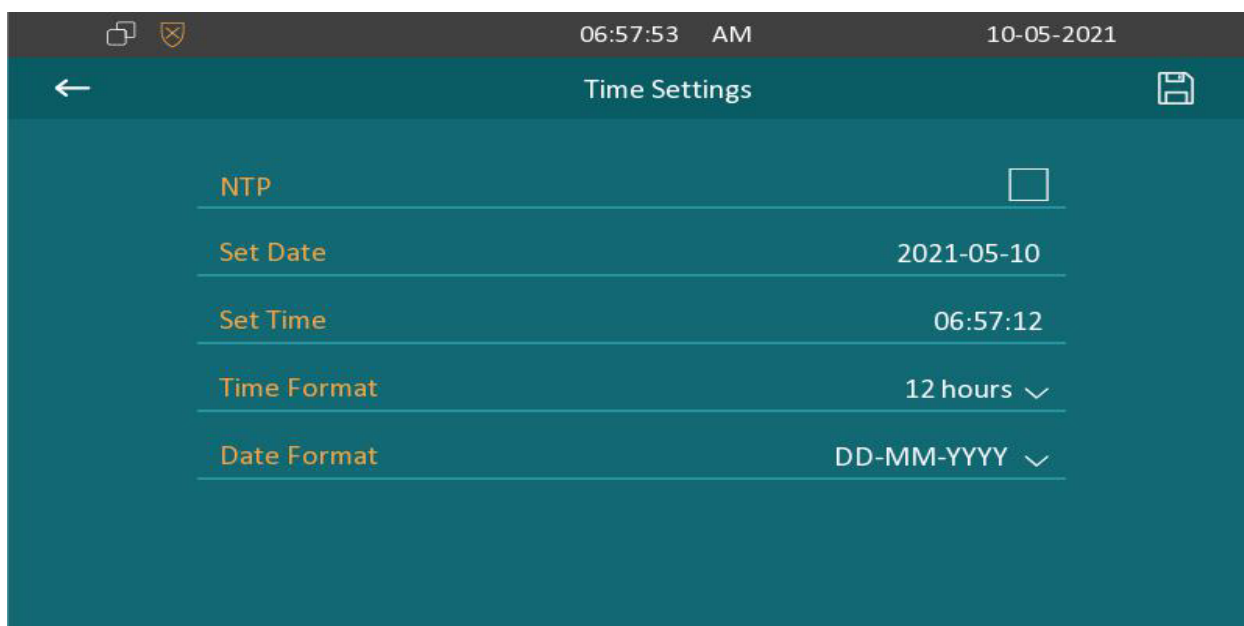 06:57:53 AM 10-05-2021
Time Settings
NTP
Set Date 2021-05-10
Set Time 06:57:12
Time Format 12 hours
Date Format DD-MM-YYYY